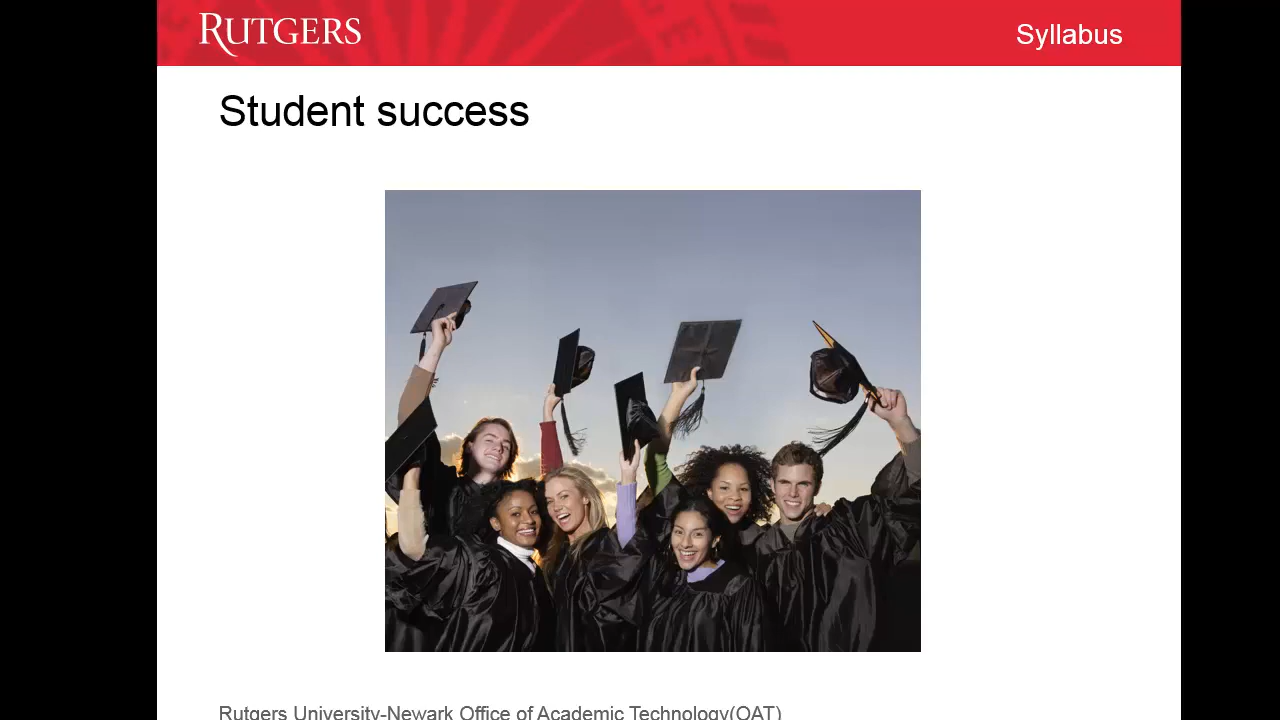 RUTGERS
Syllabus
Student success
Rutgers University-Newark Office of Academic Technology(OAT)